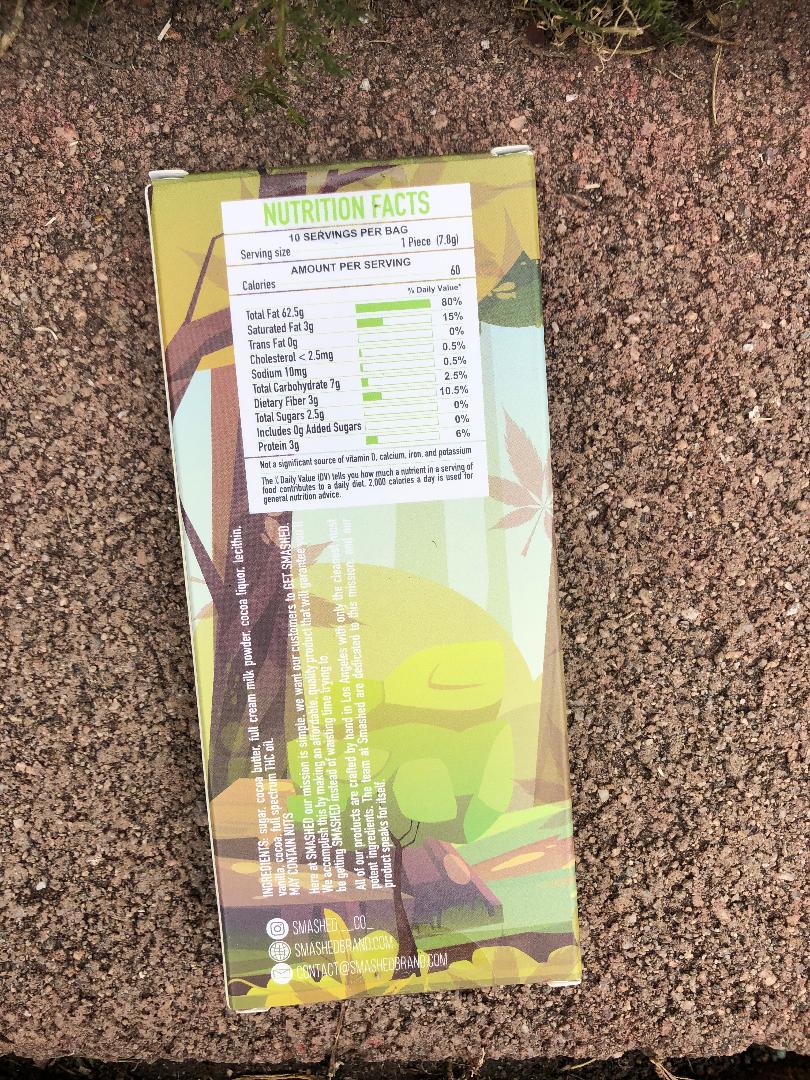 NUTRITION FACTS
10 SERVINGS PER BAG
Serving size 1 Piece (7.8g)
AMOUNT PER SERVING
Calories 60
% Daily Value*
Total Fat 62.5g 80%
Saturated Fat 3g 15%
Trans Fat 0g 0%
Cholesterol < 2.5mg 0.5%
Sodium 10mg 0.5%
Total Carbohydrate 7g 2.5%
Dietary Fiber 3g 10.5%
Total Sugars 2.5g 0%
Includes 0g Added Sugars 0%
Protein 3g 6%
Not a significant source of vitamin D, calcium, iron, and potassium
The % Daily Value (DV) tells you how much a nutrient in a serving of
food contributes to a daily diet. 2,000 calories a day is used for
general nutrition advice.
INGREDIENTS: sugar, cocoa butter, full cream milk powder, cocoa liquor, lecithin,
vanilla, cocoa, full spectrum THC oil.
MAY CONTAIN NUTS
Here at SMASHED our mission is simple, we want our customers to GET SMASHED.
We accomplish this by making an affordable, quality product that will garantee you'll
be getting SMASHED instead of waisting time trying to.
All of our products are crafted by hand in Los Angeles with only the cleanest most
potent ingredients. The team at Smashed are dedicated to this mission, and our
product speaks for itself.
SMASHED__CO_
SMASHEDBRAND.COM
CONTACT@SMASHEDBRAND.COM